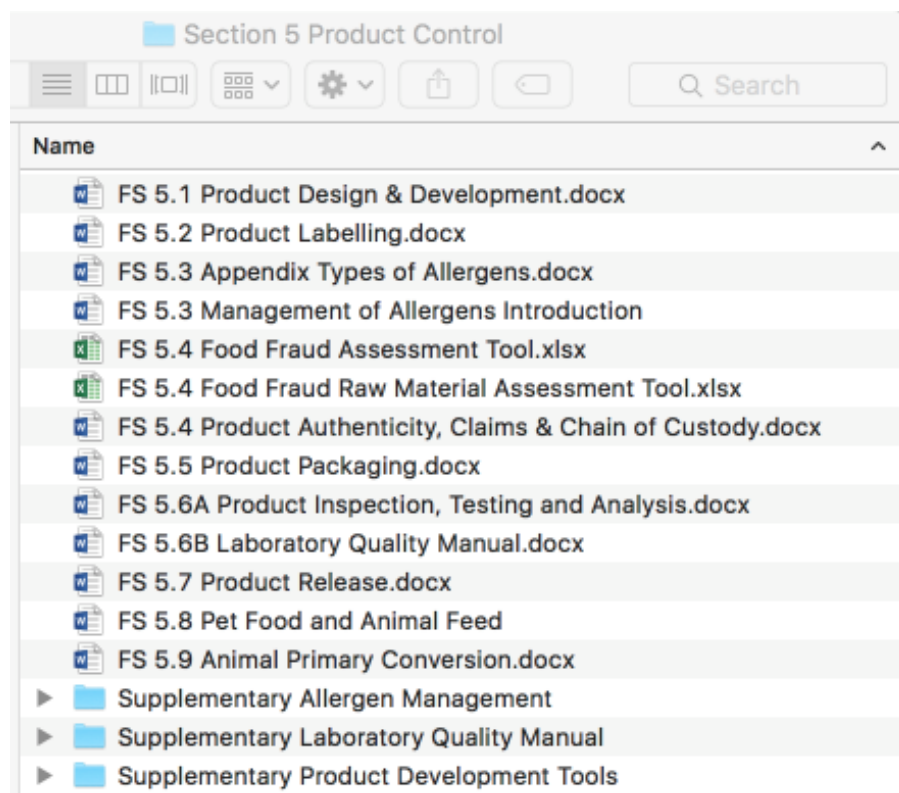 Section 5 Product Control
Search
Name
FS 5.1 Product Design & Development.docx
FS 5.2 Product Labelling.docx
FS 5.3 Appendix Types of Allergens.docx
FS 5.3 Management of Allergens Introduction
FS 5.4 Food Fraud Assessment Tool.xlsx
FS 5.4 Food Fraud Raw Material Assessment Tool.xlsx
FS 5.4 Product Authenticity, Claims & Chain of Custody.docx
FS 5.5 Product Packaging.docx
FS 5.6A Product Inspection, Testing and Analysis.docx
FS 5.6B Laboratory Quality Manual.docx
FS 5.7 Product Release.docx
FS 5.8 Pet Food and Animal Feed
FS 5.9 Animal Primary Conversion.docx
Supplementary Allergen Management
Supplementary Laboratory Quality Manual
Supplementary Product Development Tools